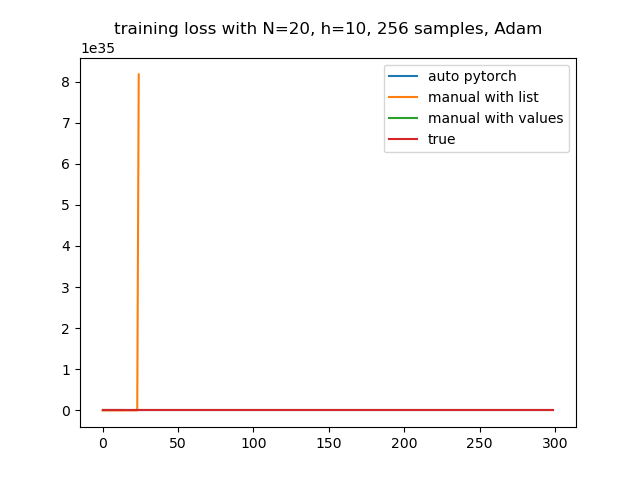 training loss with N=20, h=10, 256 samples, Adam
1e35
8
7
6
5
4
3
2
1
0
auto pytorch
manual with list
manual with values
true
0 50 100 150 200 250 300